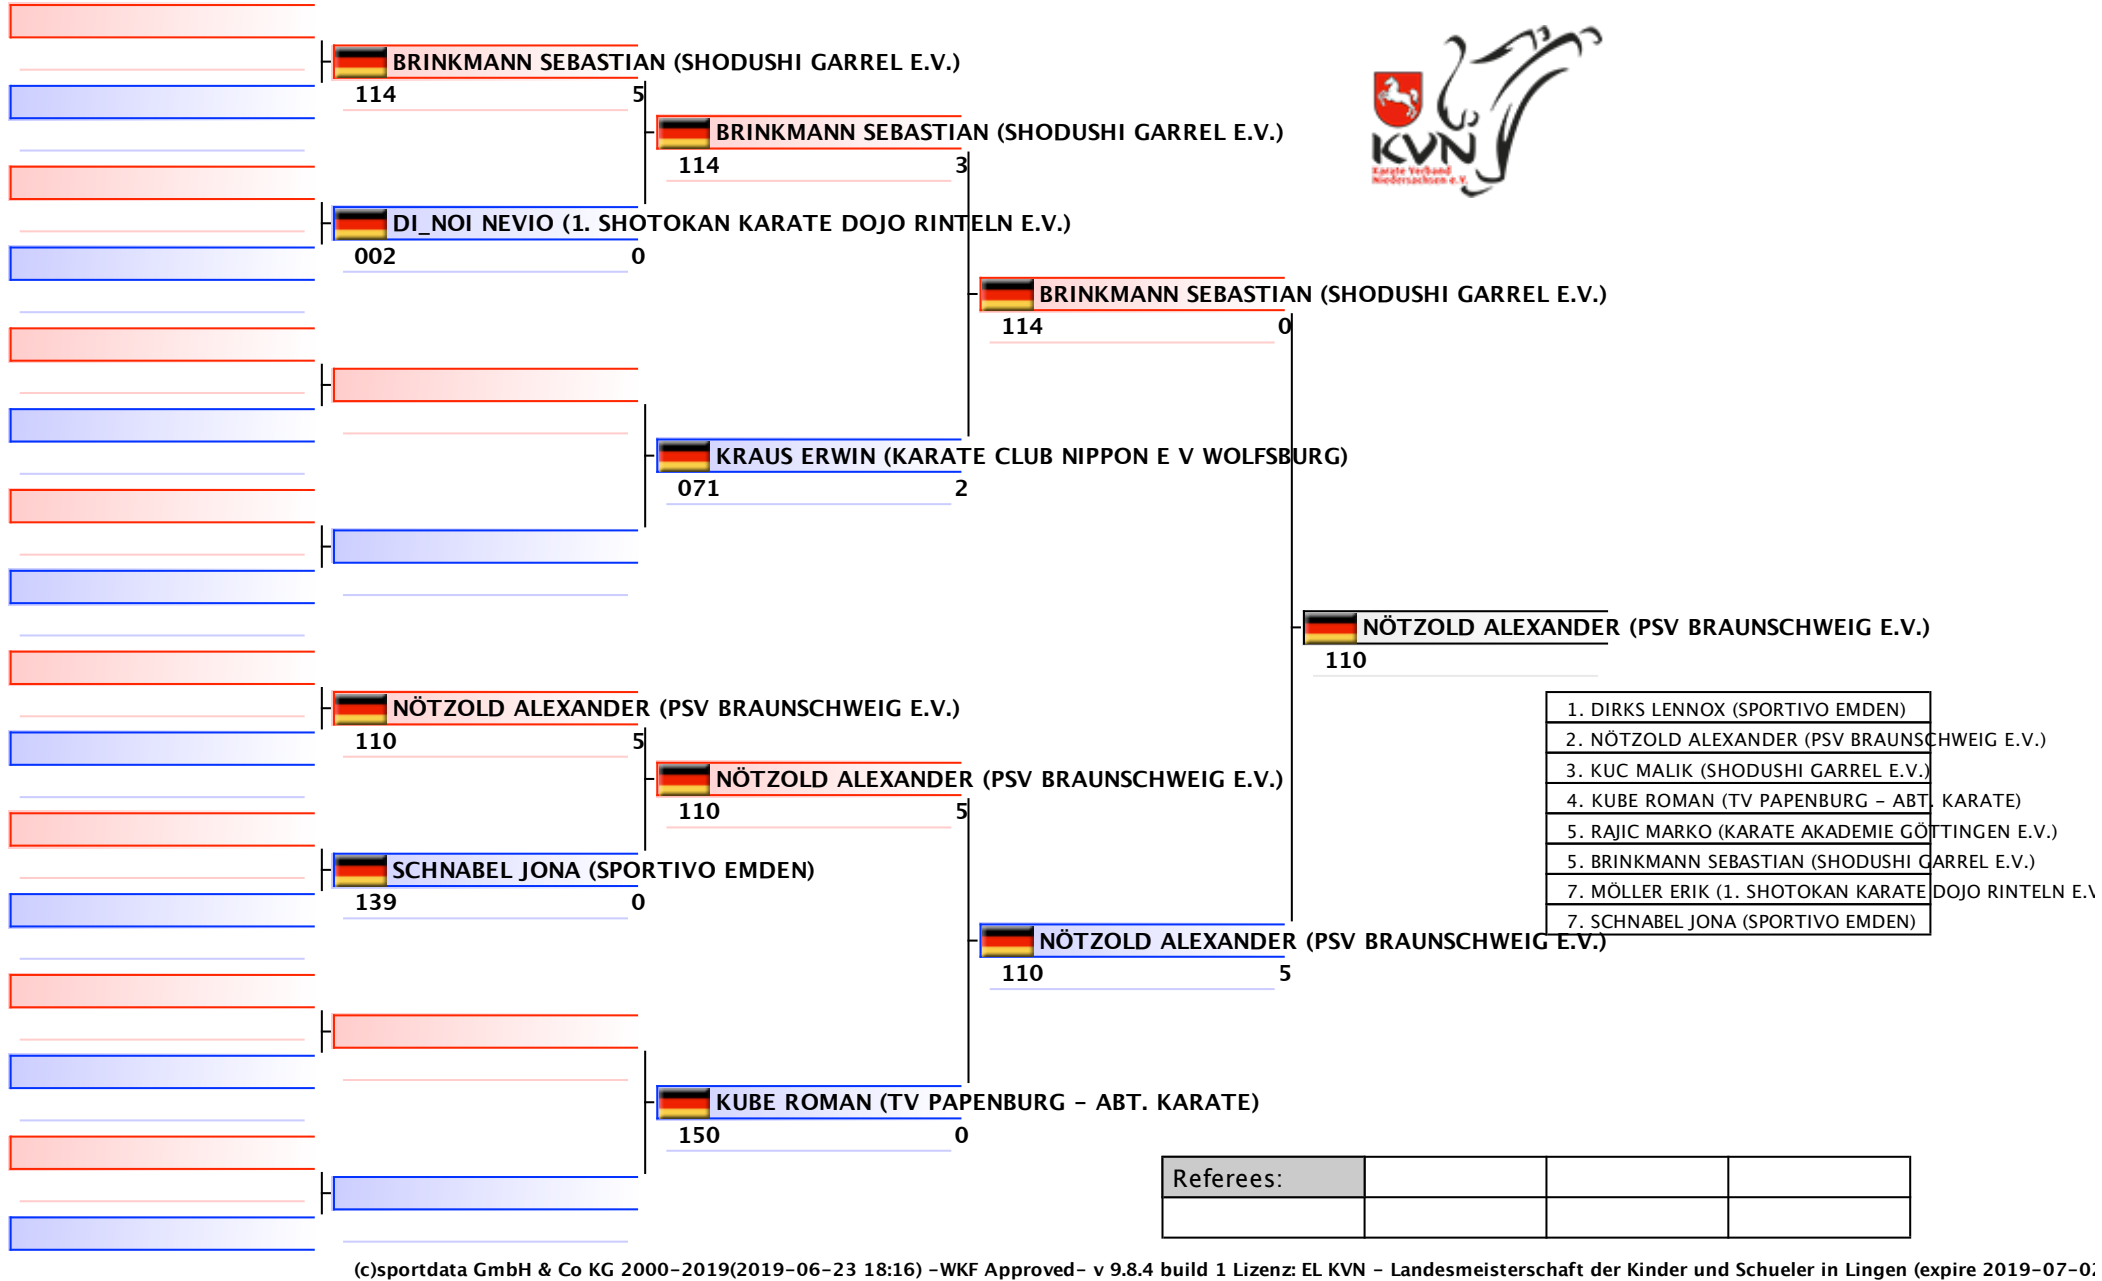 BRINKMANN SEBASTIAN (SHODUSHI GARREL E.V.)
114 5
BRINKMANN SEBASTIAN (SHODUSHI GARREL E.V.)
114 3
DI_NOI NEVIO (1. SHOTOKAN KARATE DOJO RINTELN E.V.)
002 0
BRINKMANN SEBASTIAN (SHODUSHI GARREL E.V.)
114 0
KRAUS ERWIN (KARATE CLUB NIPPON E V WOLFSBURG)
071 2
NÖTZOLD ALEXANDER (PSV BRAUNSCHWEIG E.V.)
110
NÖTZOLD ALEXANDER (PSV BRAUNSCHWEIG E.V.)
110 5
NÖTZOLD ALEXANDER (PSV BRAUNSCHWEIG E.V.)
110 5
SCHNABEL JONA (SPORTIVO EMDEN)
139 0
NÖTZOLD ALEXANDER (PSV BRAUNSCHWEIG E.V.)
110 5
KUBE ROMAN (TV PAPENBURG - ABT. KARATE)
150 0
KVN
Karate Verband
Niedersachsen e.V.
1. DIRKS LENNOX (SPORTIVO EMDEN)
2. NÖTZOLD ALEXANDER (PSV BRAUNSCHWEIG E.V.)
3. KUC MALIK (SHODUSHI GARREL E.V.)
4. KUBE ROMAN (TV PAPENBURG - ABT. KARATE)
5. RAJIC MARKO (KARATE AKADEMIE GÖTTINGEN E.V.)
5. BRINKMANN SEBASTIAN (SHODUSHI GARREL E.V.)
7. MÖLLER ERIK (1. SHOTOKAN KARATE DOJO RINTELN E.V
7. SCHNABEL JONA (SPORTIVO EMDEN)
Referees:
(c)sportdata GmbH & Co KG 2000-2019(2019-06-23 18:16) -WKF Approved- v 9.8.4 build 1 Lizenz: EL KVN - Landesmeisterschaft der Kinder und Schueler in Lingen (expire 2019-07-02